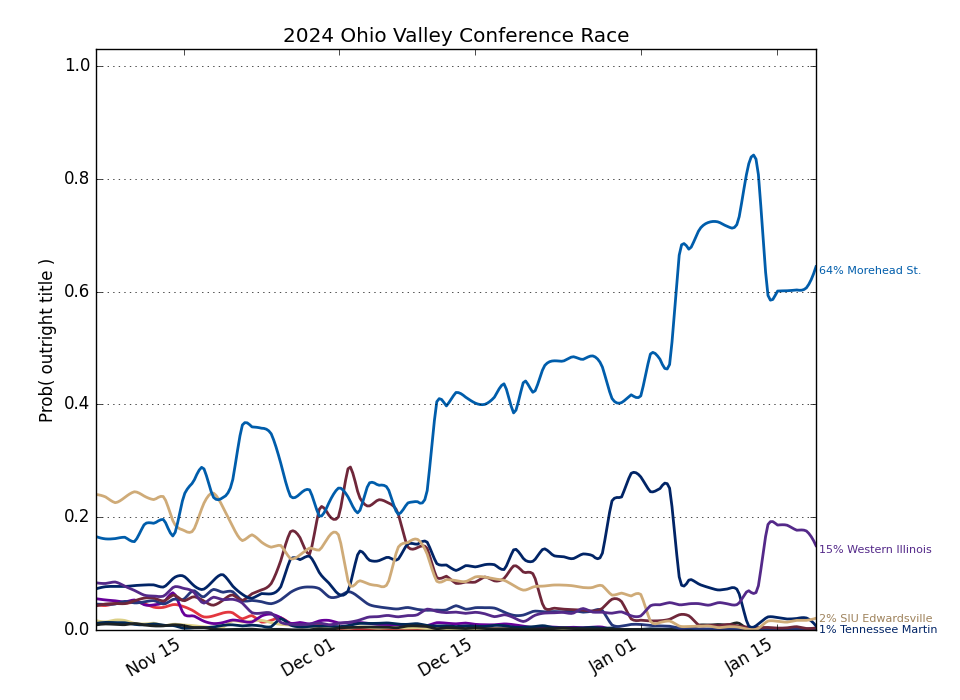 2024 Ohio Valley Conference Race
Prob( outright title )
1.0
0.8
0.6
0.4
0.2
0.0
Nov 15
Dec 01
Dec 15
Jan 01
Jan 15
64% Morehead St.
15% Western Illinois
2% SIU Edwardsville
1% Tennessee Martin